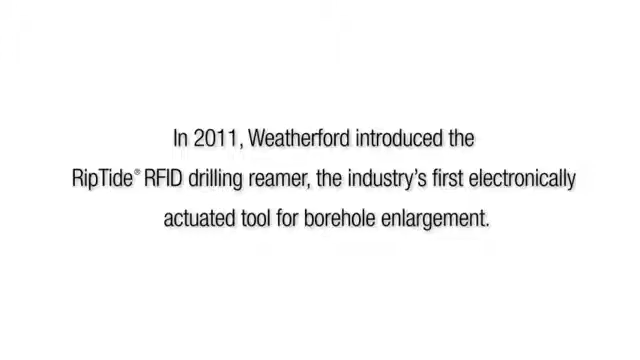 In 2011, Weatherford introduced the
RipTide® RFID drilling reamer, the industry's first electronically
actuated tool for borehole enlargement.